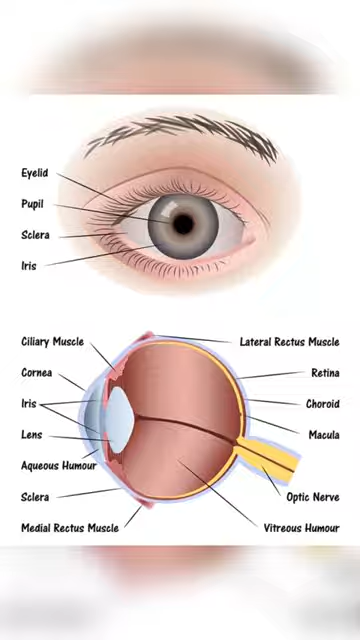 Eyelid
Pupil
Sclera
Iris
Ciliary Muscle
Cornea
Iris
Lens
Aqueous Humour
Sclera
Medial Rectus Muscle
Lateral Rectus Muscle
Retina
Choroid
Macula
Optic Nerve
Vitreous Humour